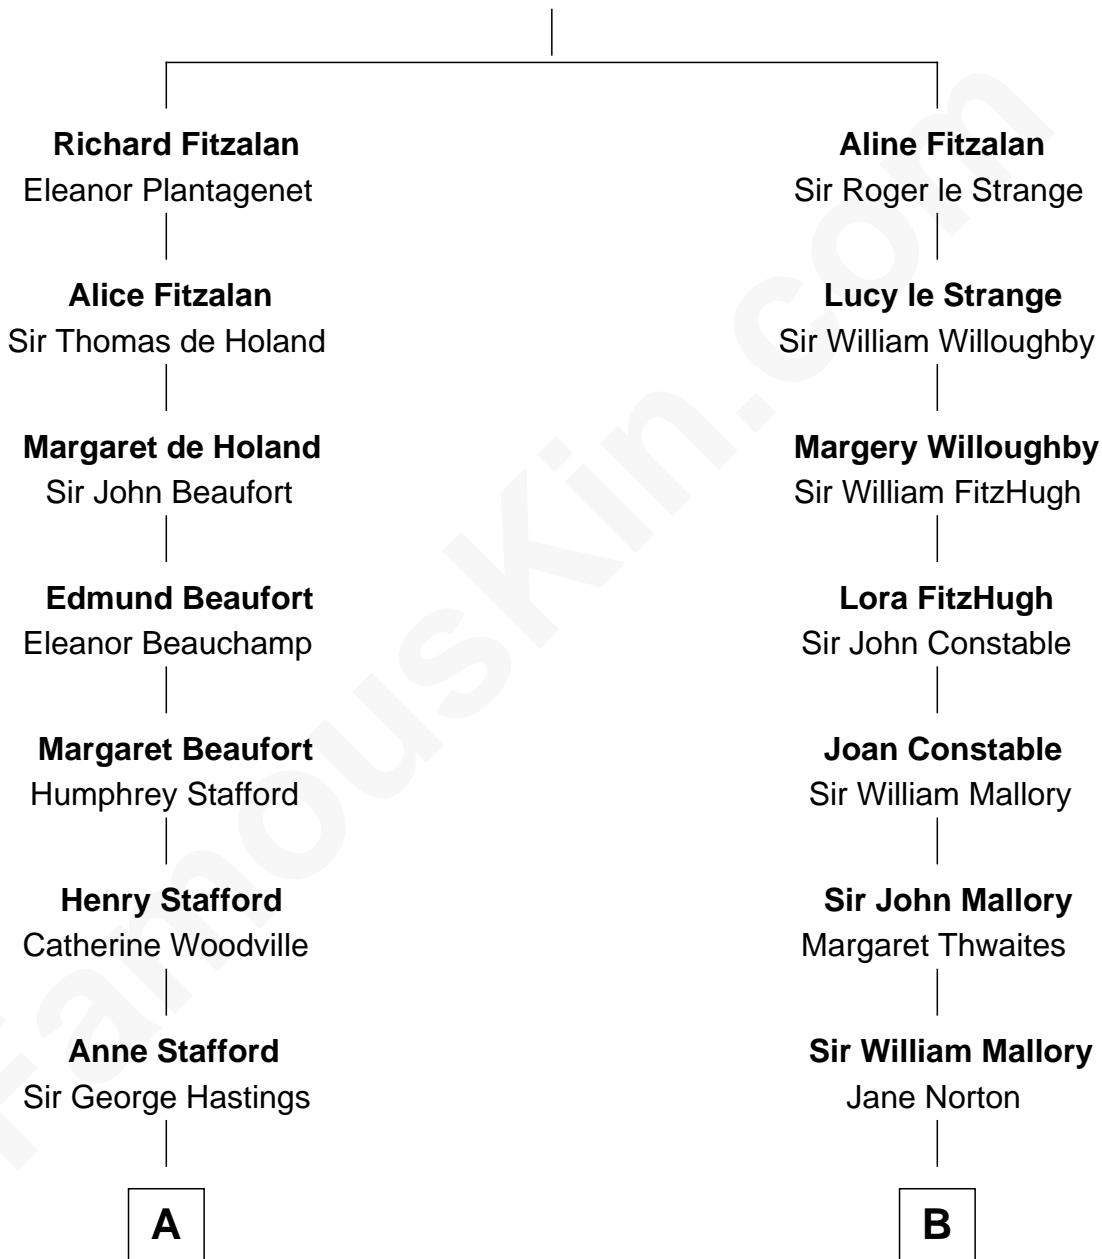 Richard Fitzalan
Eleanor Plantagenet
Alice Fitzalan
Sir Thomas de Holand
Margaret de Holand
Sir John Beaufort
Edmund Beaufort
Eleanor Beauchamp
Margaret Beaufort
Humphrey Stafford
Henry Stafford
Catherine Woodville
Anne Stafford
Sir George Hastings
A
Aline Fitzalan
Sir Roger le Strange
Lucy le Strange
Sir William Willoughby
Margery Willoughby
Sir William FitzHugh
Lora FitzHugh
Sir John Constable
Joan Constable
Sir William Mallory
Sir John Mallory
Margaret Thwaites
Sir William Mallory
Jane Norton
B
FamousKin.com